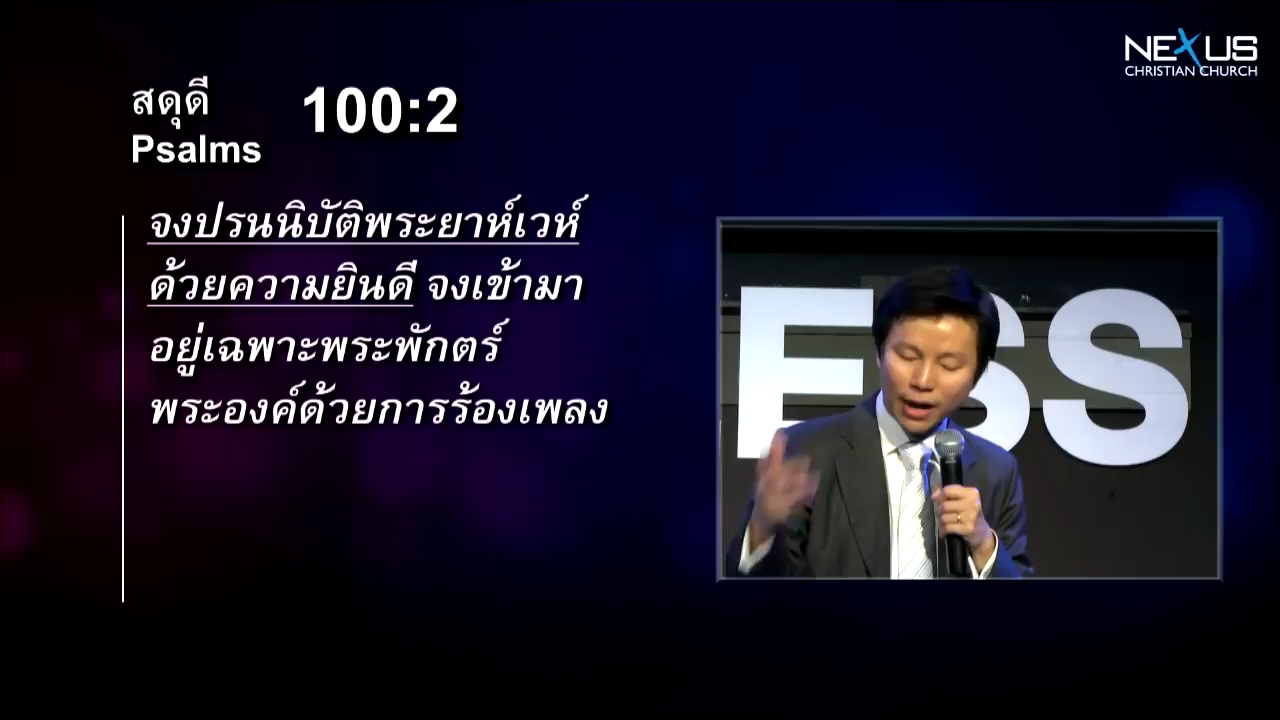 NEXUS
CHRISTIAN CHURCH
สดุดี
Psalms
100:2
จงปรนนิบัติพระยาห์เวห์
ด้วยความยินดี จงเข้ามา
อยู่เฉพาะพระพักตร์
พระองค์ด้วยการร้องเพลง
ESS